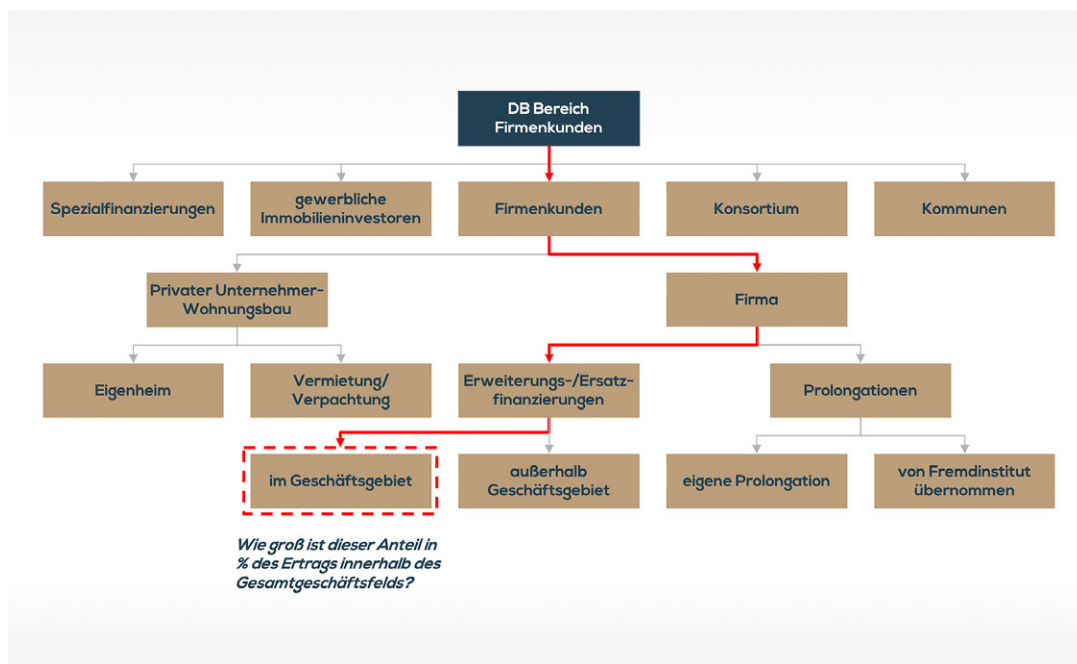 DB Bereich
Firmenkunden
Spezialfinanzierungen
gewerbliche
Immobilieninvestoren
Firmenkunden
Konsortium
Kommunen
Privater Unternehmer-
Wohnungsbau
Firma
Eigenheim
Vermietung/
Verpachtung
Erweiterungs-/Ersatz-
finanzierungen
Prolongationen
im Geschäftsgebiet
außerhalb
Geschäftsgebiet
eigene Prolongation
von Fremdinstitut
übernommen
Wie groß ist dieser Anteil in
% des Ertrags innerhalb des
Gesamtgeschäftsfelds?